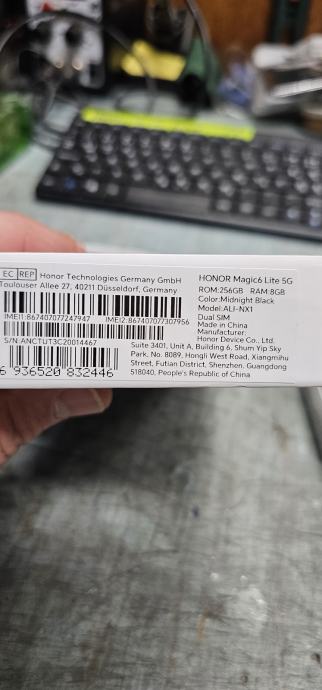 EC REP Honor Technologies Germany GmbH
Toulouser Allee 27, 40211 Düsseldorf, Germany
IMEI1:867407077247947 IMEI2:867407077307956
S/N:ANCTUT3C20014467
6 936520 832446
HONOR Magic6 Lite 5G
ROM:256GB RAM:8GB
Color:Midnight Black
Model:ALI-NX1
Dual SIM
Made in China
Manufacturer:
Honor Device Co., Ltd.
Suite 3401, Unit A, Building 6, Shum Yip Sky
Park, No. 8089, Hongli West Road, Xiangmihu
Street, Futian District, Shenzhen, Guangdong
518040, People's Republic of China